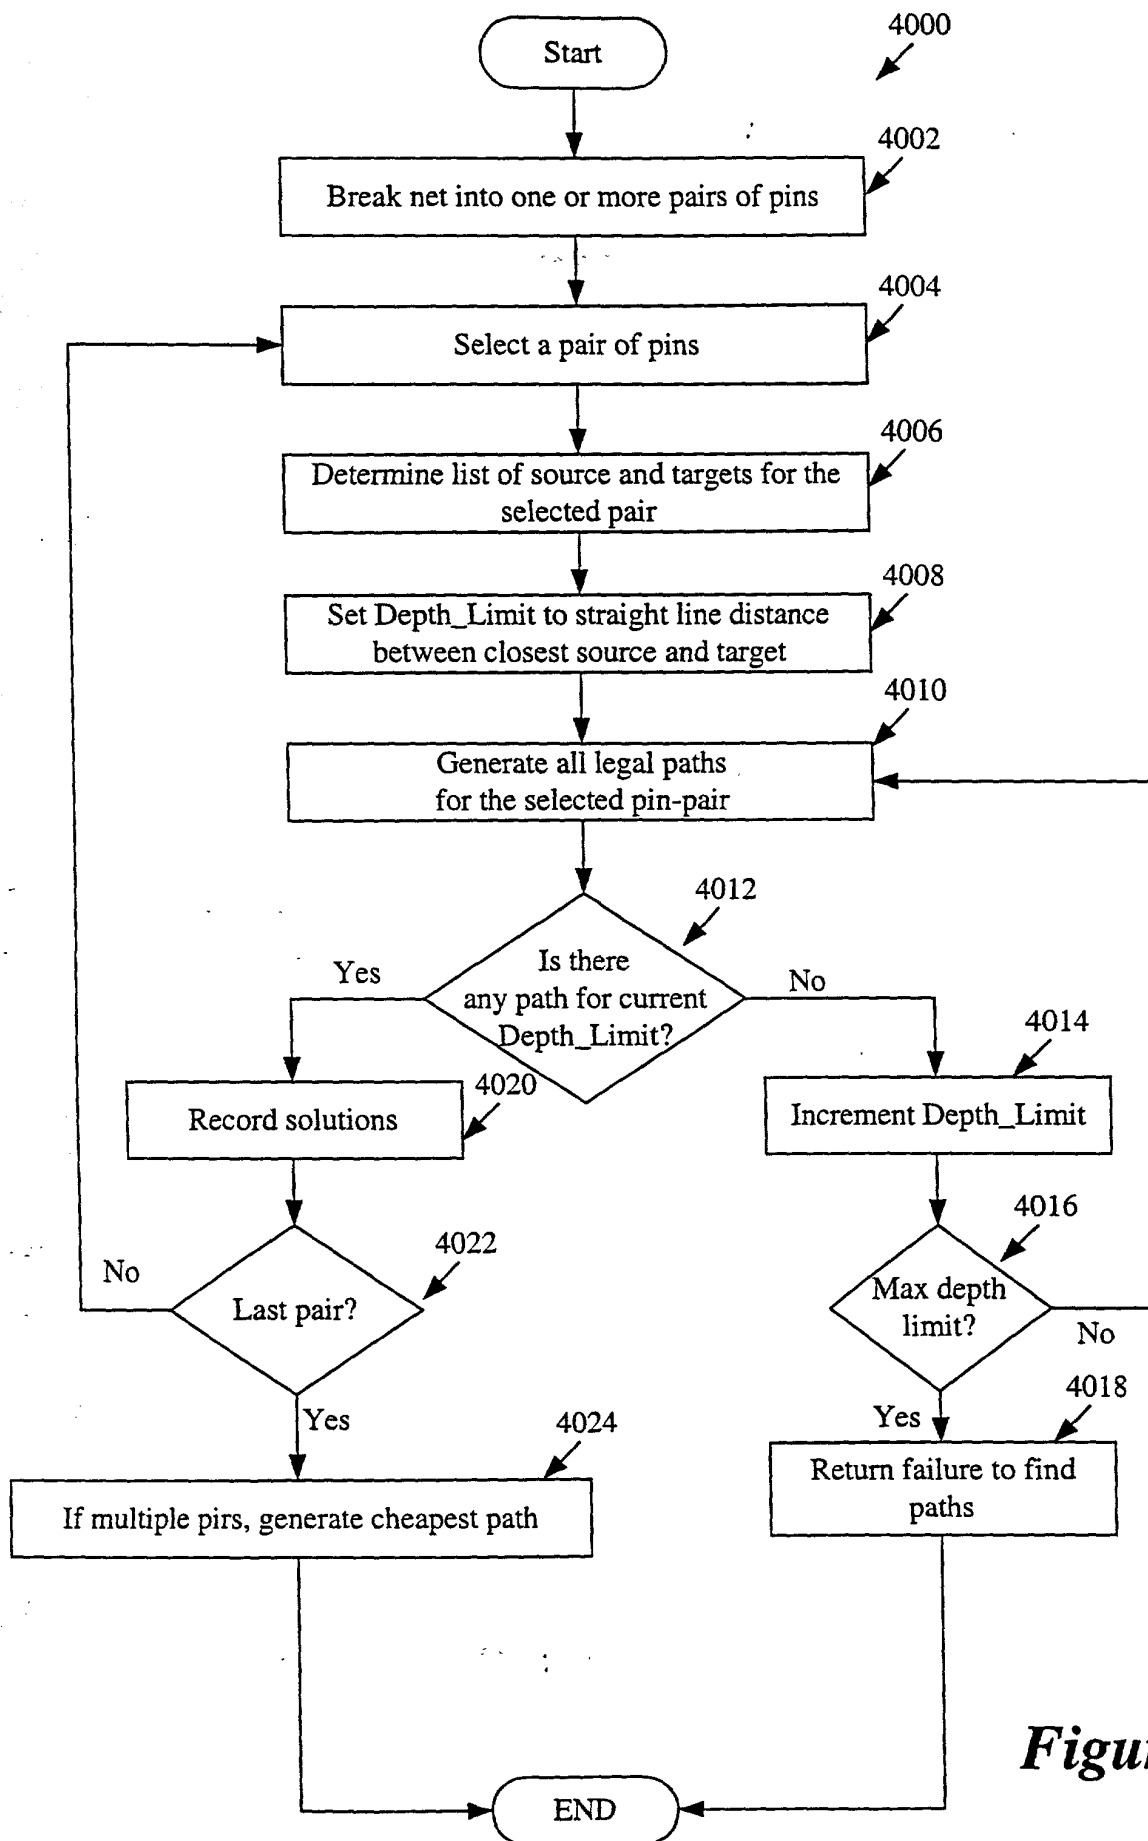 4000
Start
4002
Break net into one or more pairs of pins
4004
Select a pair of pins
4006
Determine list of source and targets for the
selected pair
4008
Set Depth_Limit to straight line distance
between closest source and target
4010
Generate all legal paths
for the selected pin-pair
4012
Is there
any path for current
Depth_Limit?
Yes
No
4014
Increment Depth_Limit
4020
Record solutions
4016
Max depth
limit?
No
4022
Last pair?
No
Yes
4018
Yes
Return failure to find
paths
4024
If multiple pirs, generate cheapest path
END